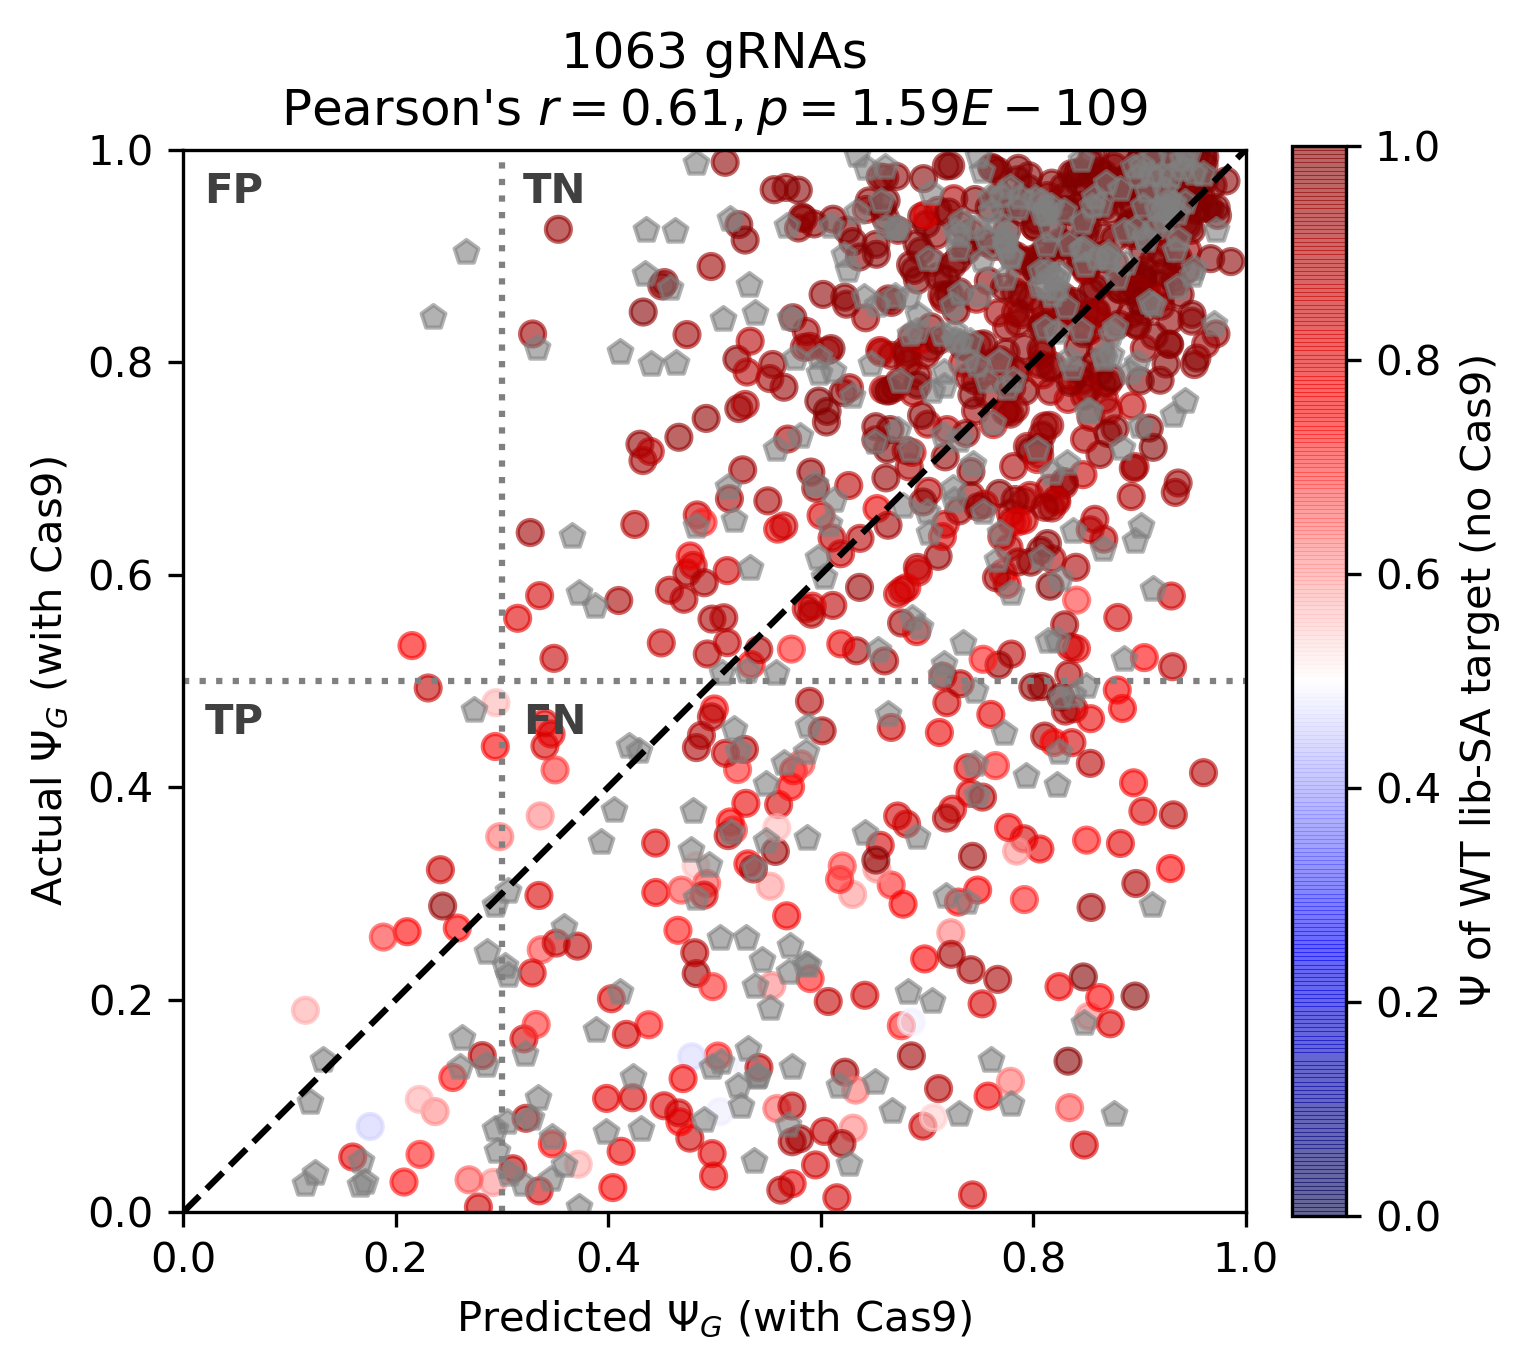 1063 gRNAs
Pearson's r = 0.61, p = 1.59E − 109
FP
TN
TP
FN
1.0
0.8
0.6
0.4
0.2
0.0
Actual Ψ_G (with Cas9)
0.0 0.2 0.4 0.6 0.8 1.0
Predicted Ψ_G (with Cas9)
1.0
0.8
0.6
0.4
0.2
0.0
Ψ of WT lib-SA target (no Cas9)